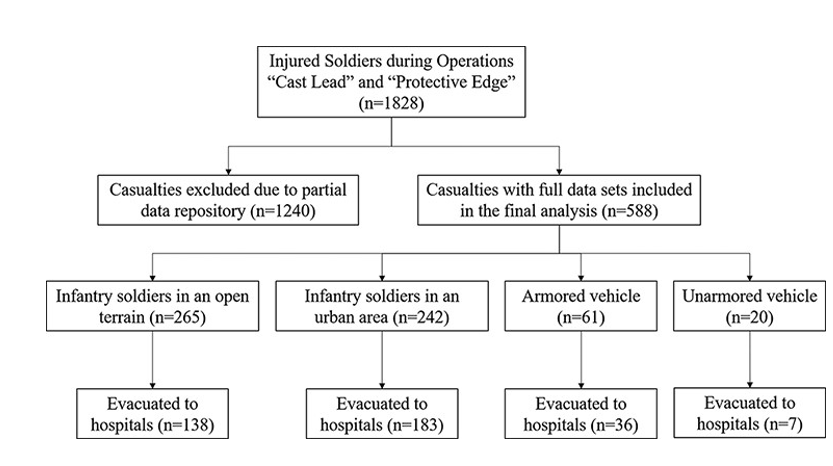 Injured Soldiers during Operations
“Cast Lead” and “Protective Edge”
(n=1828)
Casualties excluded due to partial
data repository (n=1240)
Casualties with full data sets included
in the final analysis (n=588)
Infantry soldiers in an open
terrain (n=265)
Infantry soldiers in an
urban area (n=242)
Armored vehicle
(n=61)
Unarmored vehicle
(n=20)
Evacuated to
hospitals (n=138)
Evacuated to
hospitals (n=183)
Evacuated to
hospitals (n=36)
Evacuated to
hospitals (n=7)